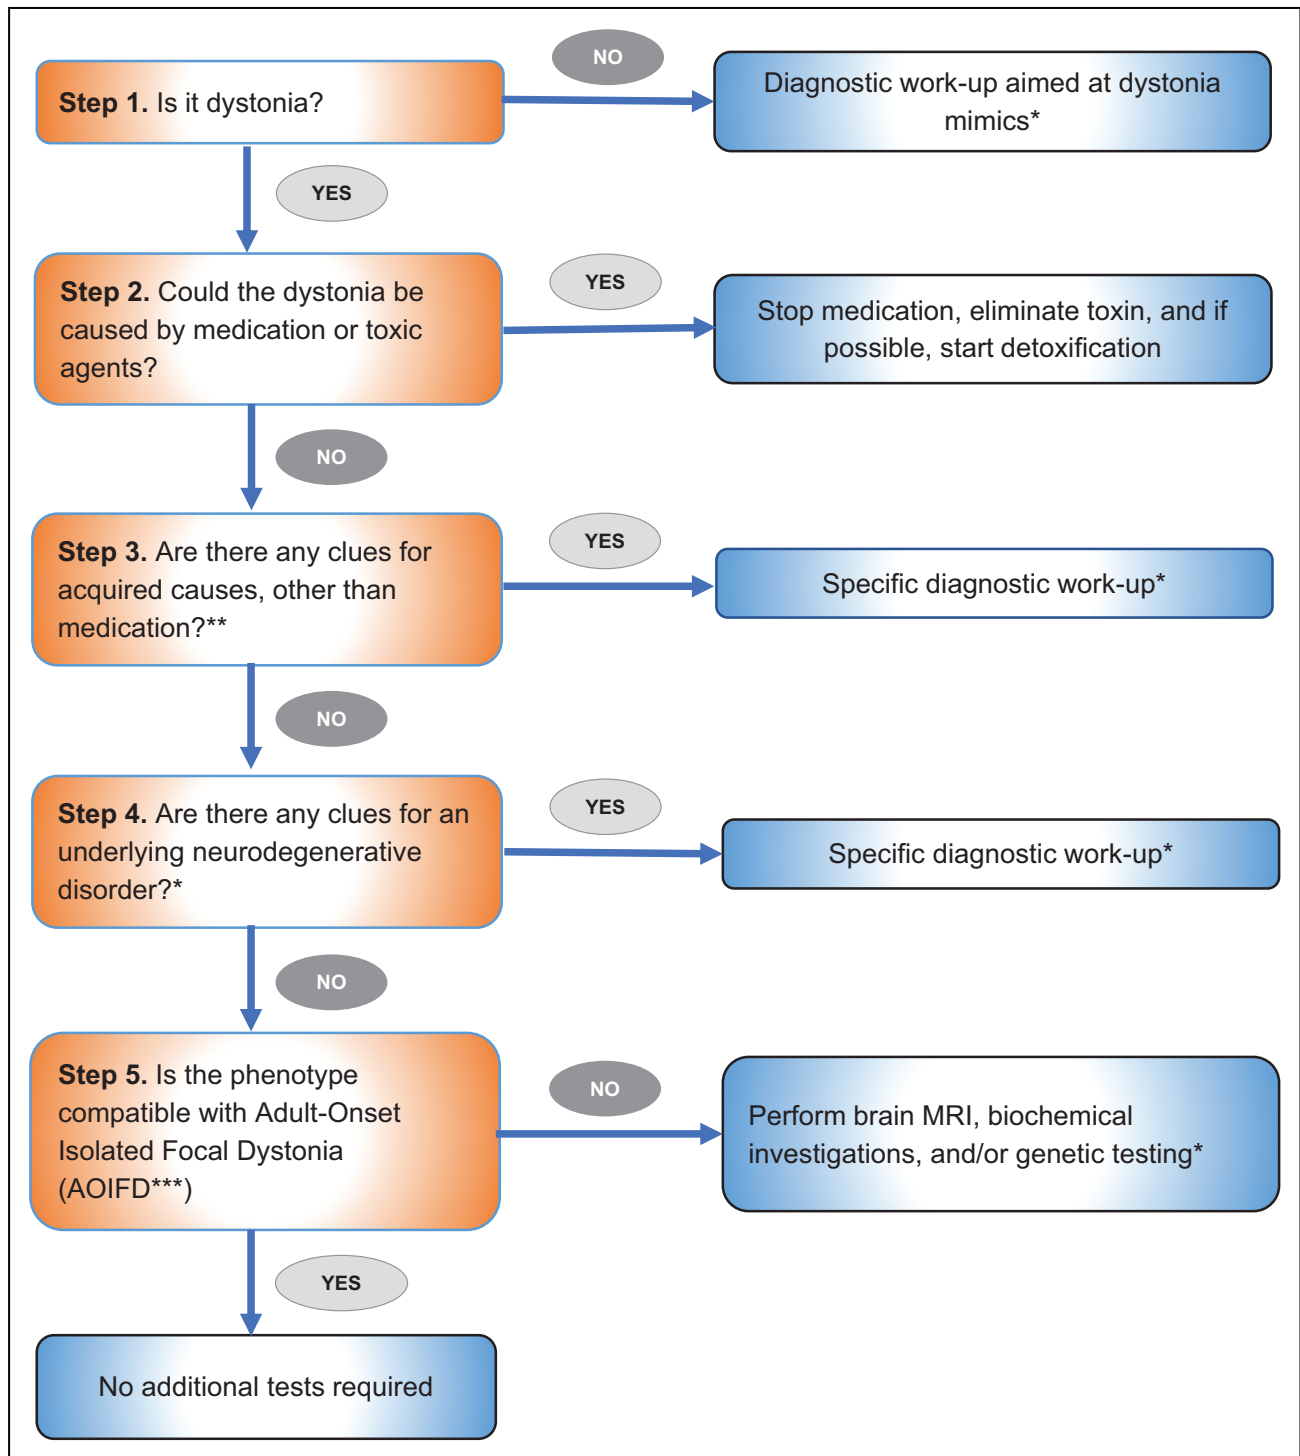 Step 1. Is it dystonia?
NO
Diagnostic work-up aimed at dystonia
mimics*
YES
Step 2. Could the dystonia be
caused by medication or toxic
agents?
YES
Stop medication, eliminate toxin, and if
possible, start detoxification
NO
Step 3. Are there any clues for
acquired causes, other than
medication?**
YES
Specific diagnostic work-up*
NO
Step 4. Are there any clues for an
underlying neurodegenerative
disorder?*
YES
Specific diagnostic work-up*
NO
Step 5. Is the phenotype
compatible with Adult-Onset
Isolated Focal Dystonia
(AOIFD***)
NO
Perform brain MRI, biochemical
investigations, and/or genetic testing*
YES
No additional tests required